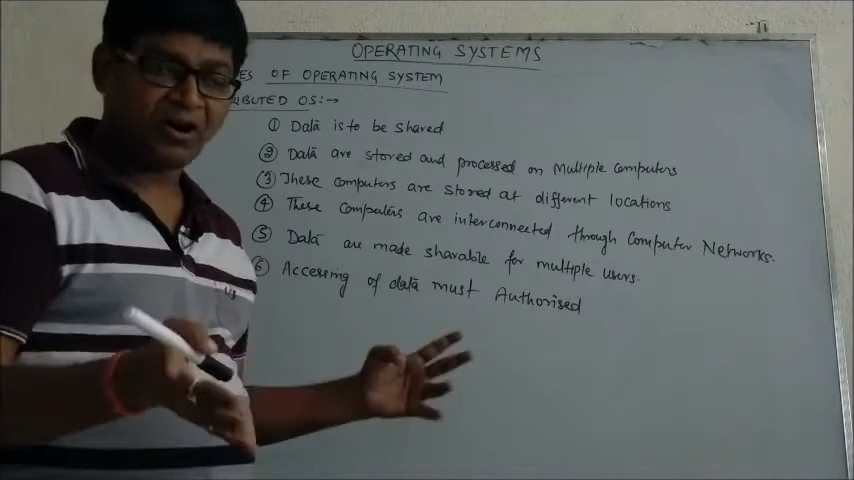 OPERATING SYSTEMS
ES OF OPERATING SYSTEM
IBUTED OS:→
① Data is to be shared
② Data are stored and processed on Multiple Computers
③ These computers are stored at different locations
④ These computers are interconnected through Computer Networks.
⑤ Data are made sharable for multiple users.
⑥ Accessing of data must Authorised